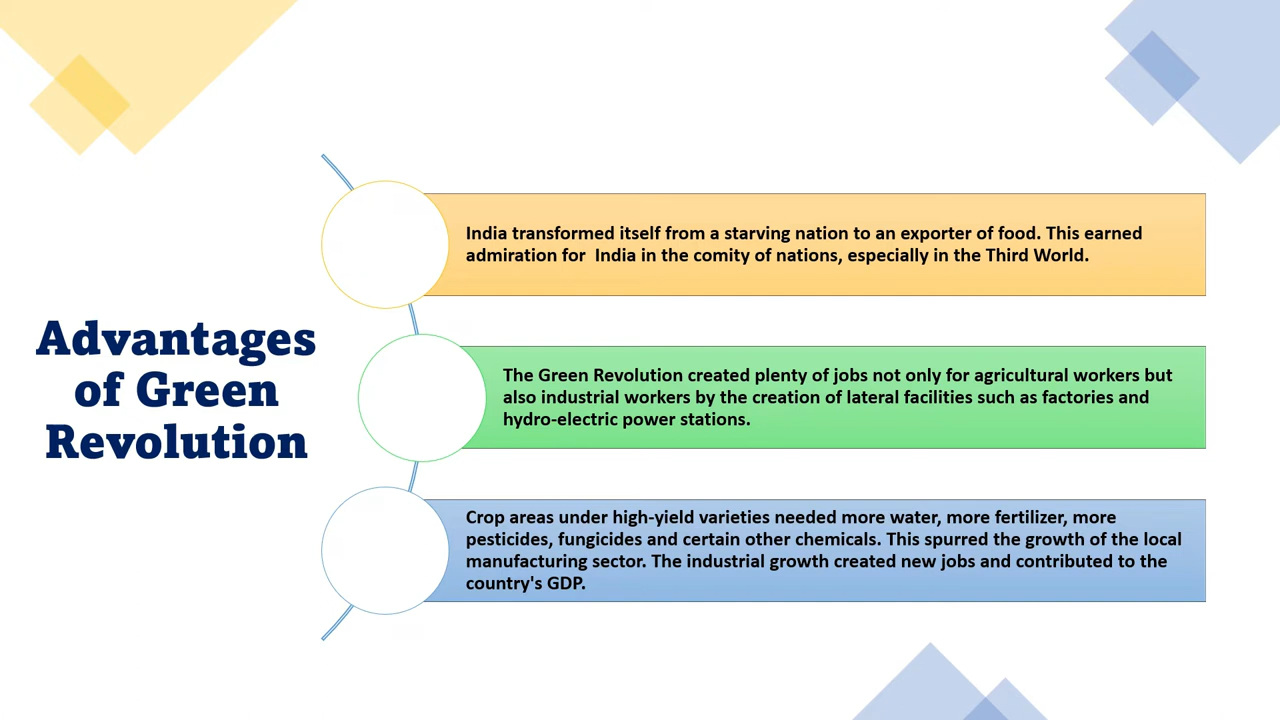 Advantages
of Green
Revolution
India transformed itself from a starving nation to an exporter of food. This earned
admiration for  India in the comity of nations, especially in the Third World.
The Green Revolution created plenty of jobs not only for agricultural workers but
also industrial workers by the creation of lateral facilities such as factories and
hydro-electric power stations.
Crop areas under high-yield varieties needed more water, more fertilizer, more
pesticides, fungicides and certain other chemicals. This spurred the growth of the local
manufacturing sector. The industrial growth created new jobs and contributed to the
country's GDP.